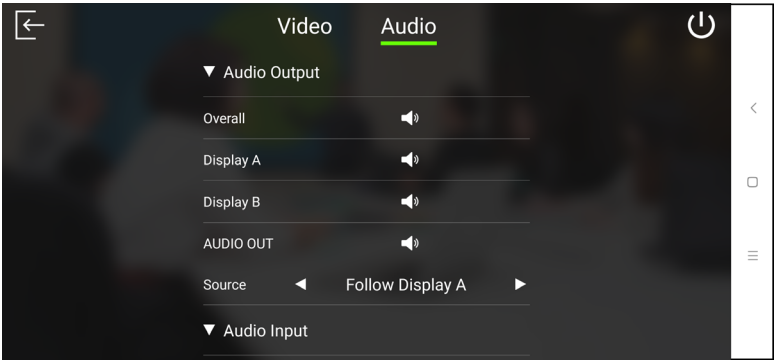 Video Audio
▼ Audio Output
Overall
Display A
Display B
AUDIO OUT
Source ◀ Follow Display A ▶
▼ Audio Input